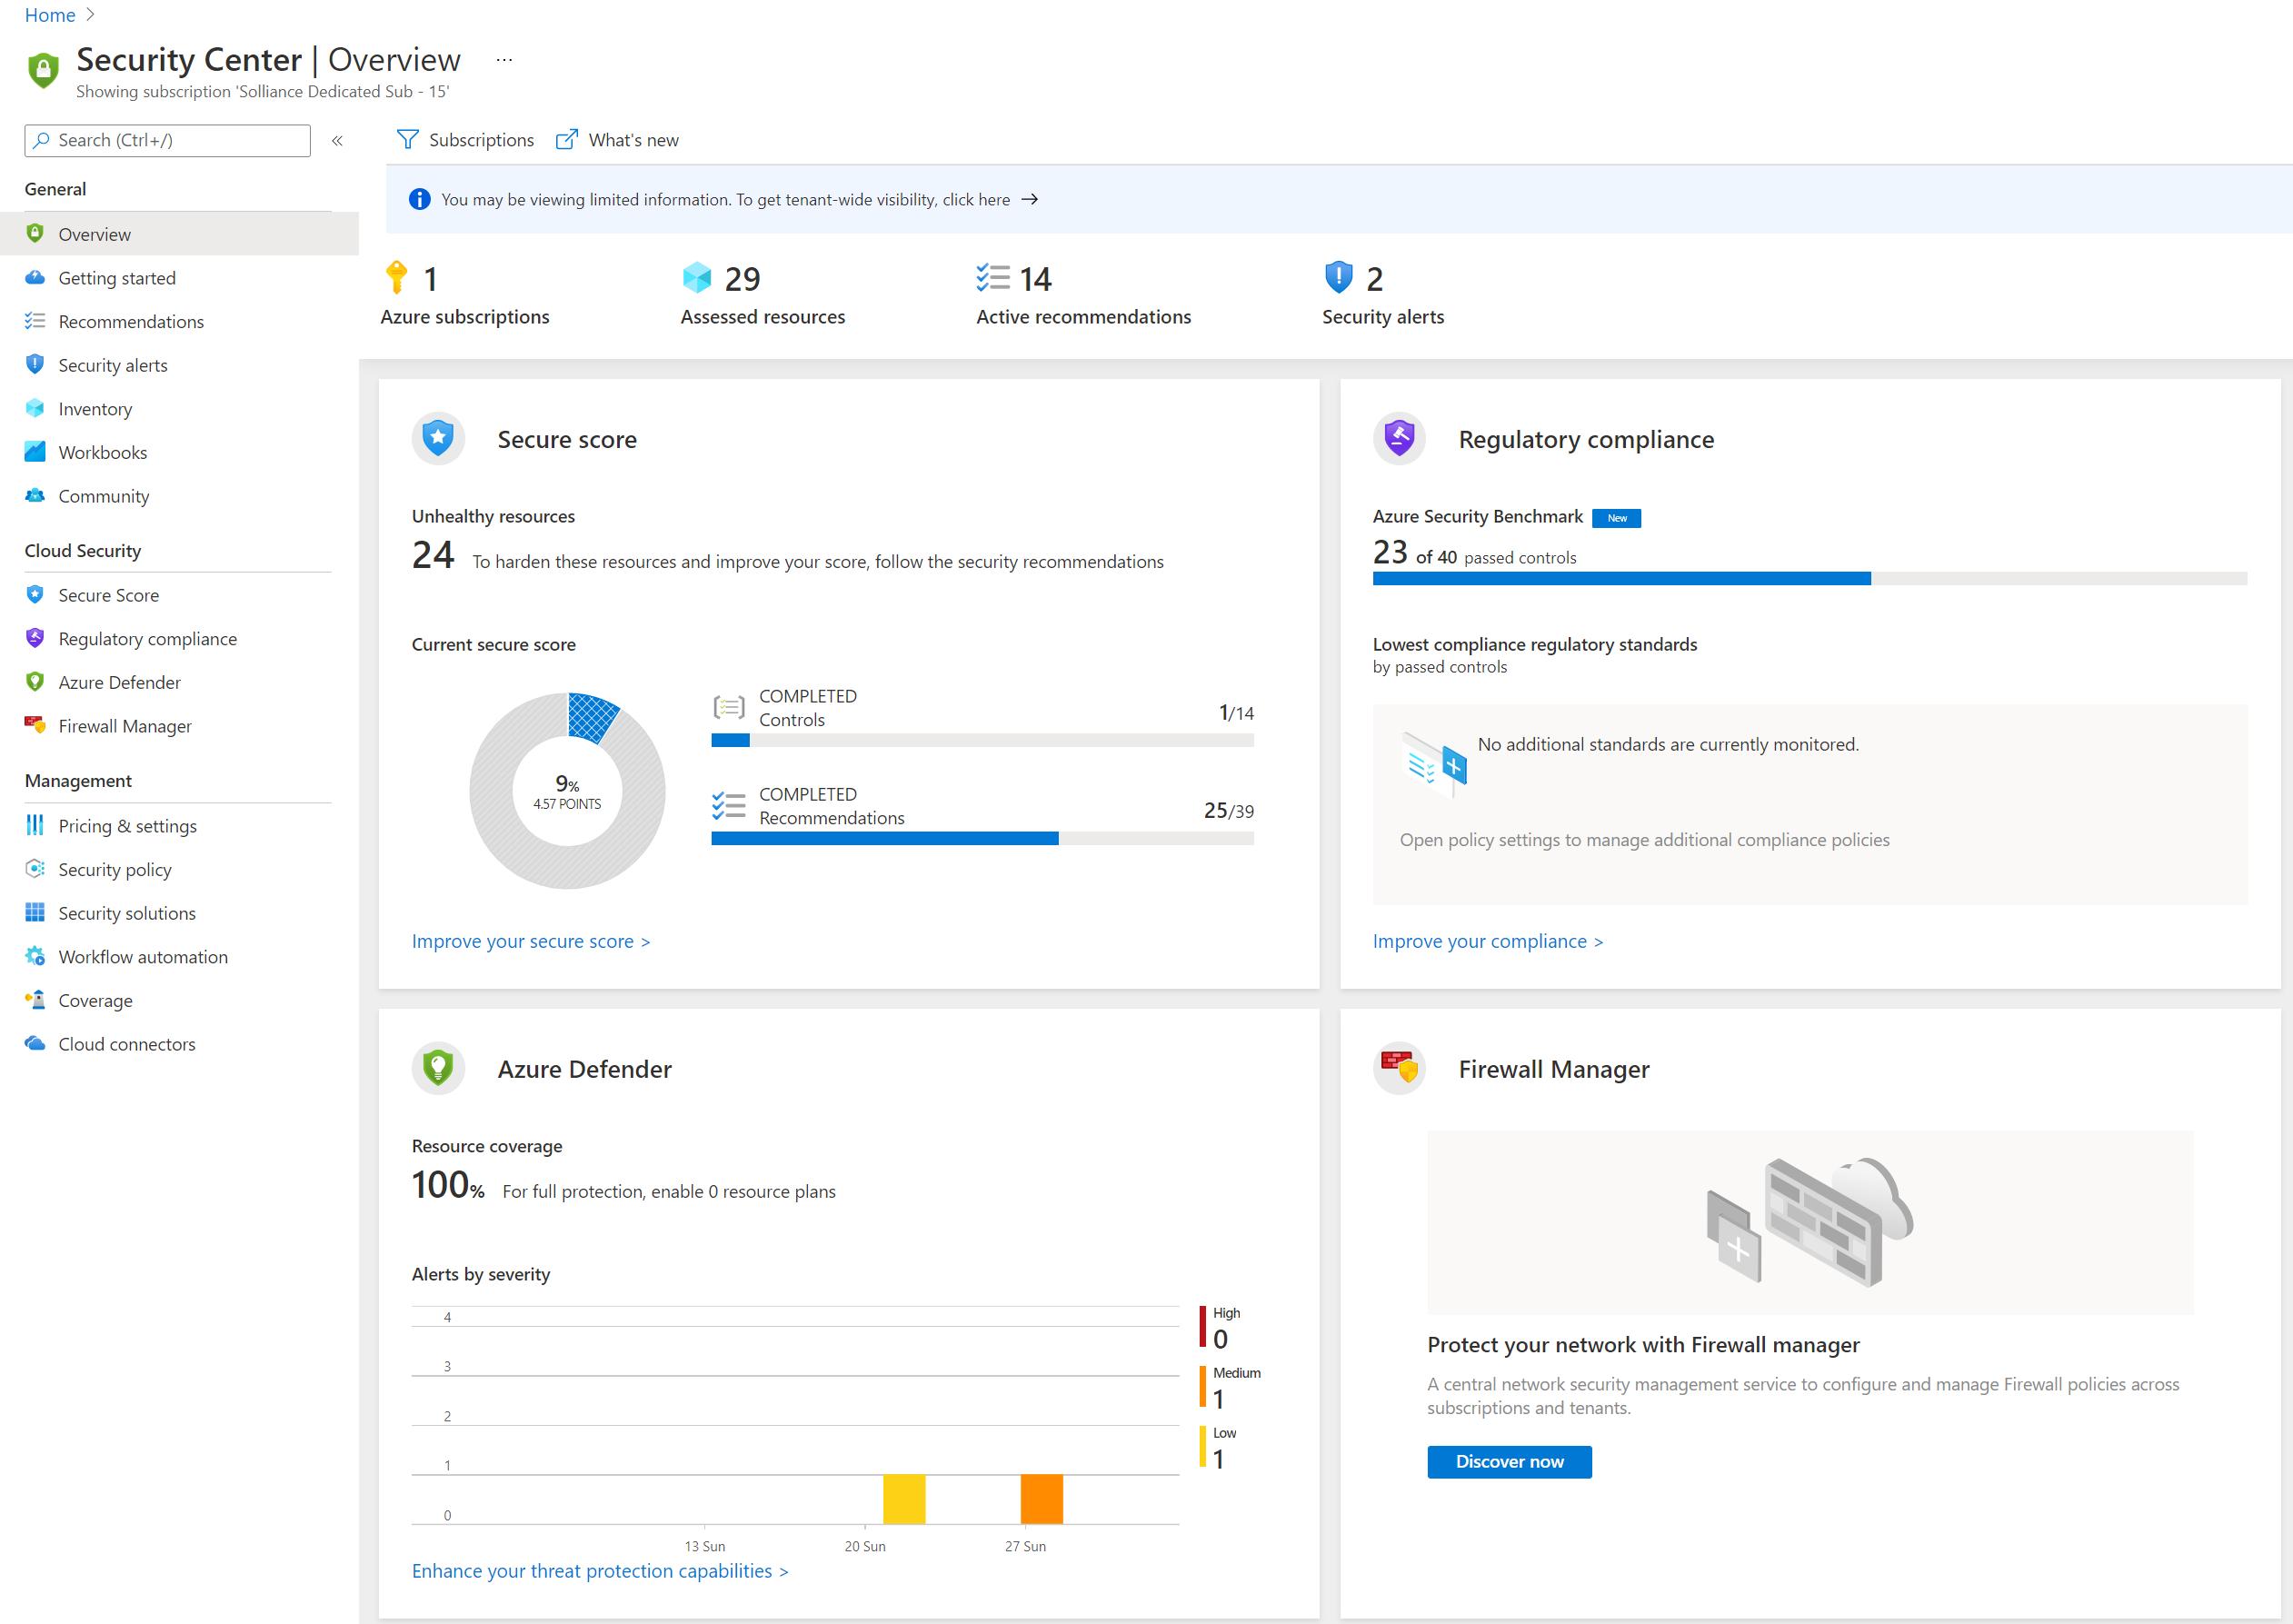 Home
Security Center | Overview ...
Showing subscription 'Solliance Dedicated Sub - 15'
Search (Ctrl+/)
«
General
Overview
Getting started
Recommendations
Security alerts
Inventory
Workbooks
Community
Cloud Security
Secure Score
Regulatory compliance
Azure Defender
Firewall Manager
Management
Pricing & settings
Security policy
Security solutions
Workflow automation
Coverage
Cloud connectors
Subscriptions
What's new
You may be viewing limited information. To get tenant-wide visibility, click here →
1
Azure subscriptions
29
Assessed resources
14
Active recommendations
2
Security alerts
Secure score
Unhealthy resources
24 To harden these resources and improve your score, follow the security recommendations
Current secure score
9%
4.57 POINTS
COMPLETED
Controls
1/14
COMPLETED
Recommendations
25/39
Improve your secure score >
Regulatory compliance
Azure Security Benchmark New
23 of 40 passed controls
Lowest compliance regulatory standards
by passed controls
No additional standards are currently monitored.
Open policy settings to manage additional compliance policies
Improve your compliance >
Azure Defender
Resource coverage
100% For full protection, enable 0 resource plans
Alerts by severity
4
3
2
1
0
13 Sun
20 Sun
27 Sun
High
0
Medium
1
Low
1
Enhance your threat protection capabilities >
Firewall Manager
Protect your network with Firewall manager
A central network security management service to configure and manage Firewall policies across
subscriptions and tenants.
Discover now